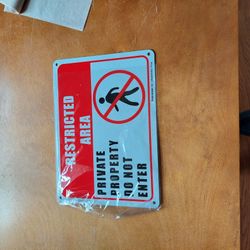 RESTRICTED
AREA
PRIVATE
PROPERTY
DO NOT
ENTER